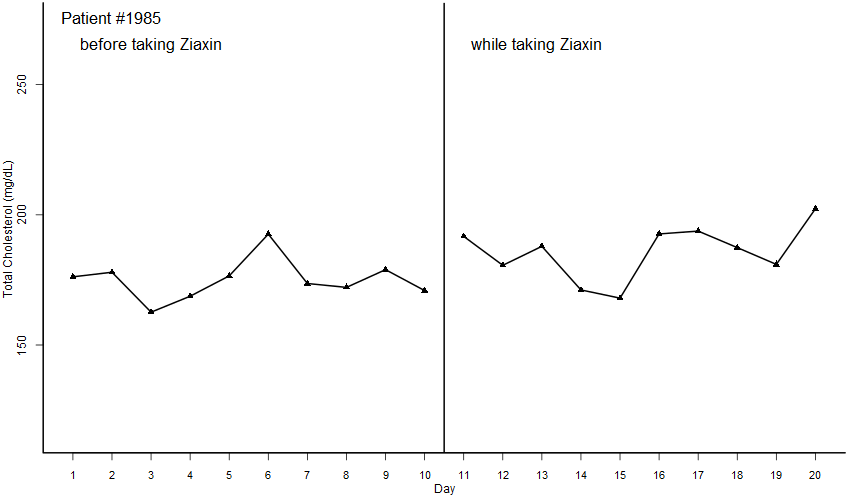 Patient #1985
before taking Ziaxin
while taking Ziaxin
Total Cholesterol (mg/dL)
250
200
150
1 2 3 4 5 6 7 8 9 10 11 12 13 14 15 16 17 18 19 20
Day